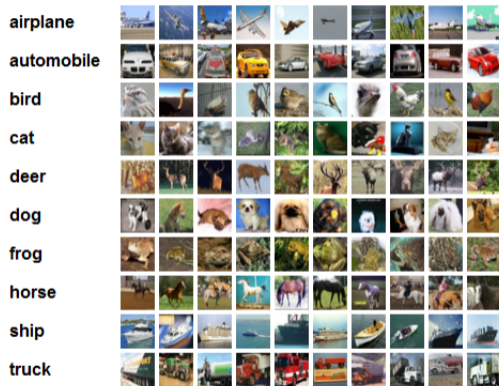 airplane
automobile
bird
cat
deer
dog
frog
horse
ship
truck